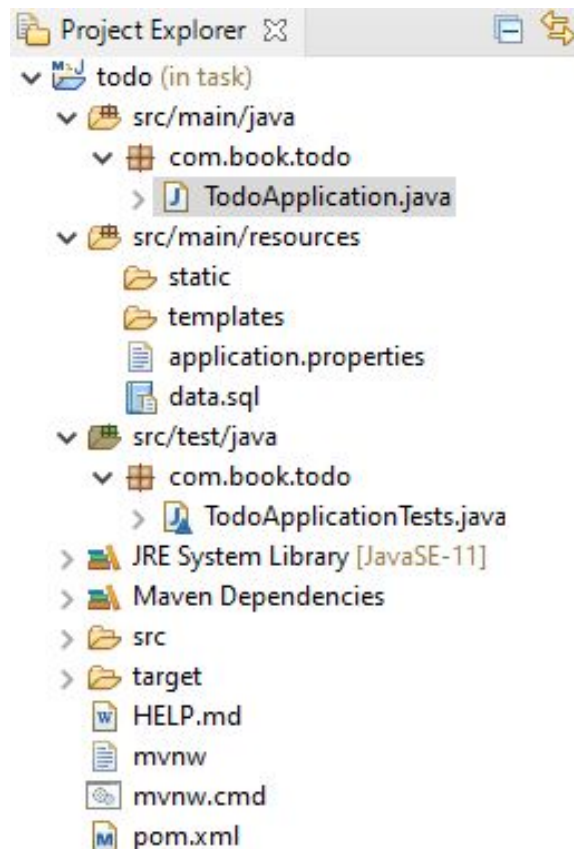 Project Explorer
todo (in task)
src/main/java
com.book.todo
TodoApplication.java
src/main/resources
static
templates
application.properties
data.sql
src/test/java
com.book.todo
TodoApplicationTests.java
JRE System Library [JavaSE-11]
Maven Dependencies
src
target
HELP.md
mvnw
mvnw.cmd
pom.xml